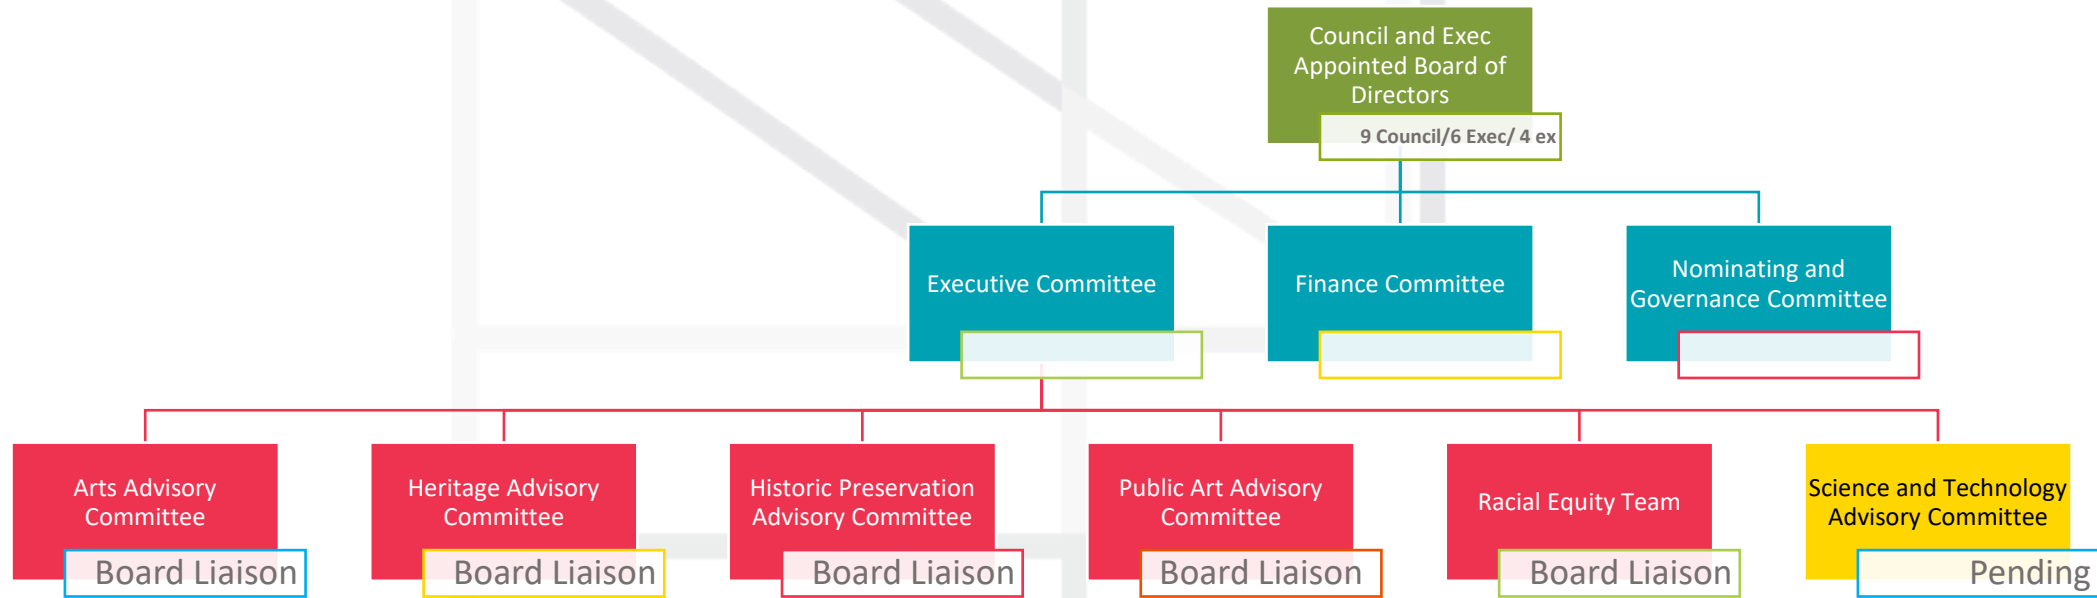 Council and Exec
Appointed Board of
Directors
9 Council/6 Exec/ 4 ex
Executive Committee
Finance Committee
Nominating and
Governance Committee
Arts Advisory
Committee
Board Liaison
Heritage Advisory
Committee
Board Liaison
Historic Preservation
Advisory Committee
Board Liaison
Public Art Advisory
Committee
Board Liaison
Racial Equity Team
Board Liaison
Science and Technology
Advisory Committee
Pending